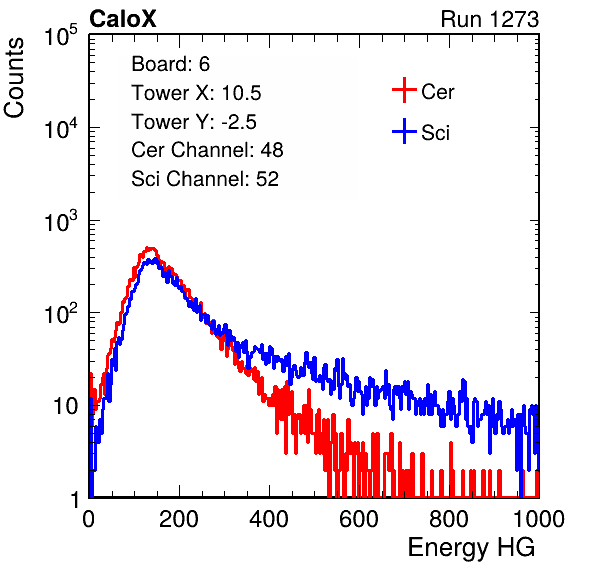 CaloX Run 1273
Counts
Board: 6
Tower X: 10.5
Tower Y: -2.5
Cer Channel: 48
Sci Channel: 52
Cer
Sci
10^5
10^4
10^3
10^2
10
1
0 200 400 600 800 1000
Energy HG